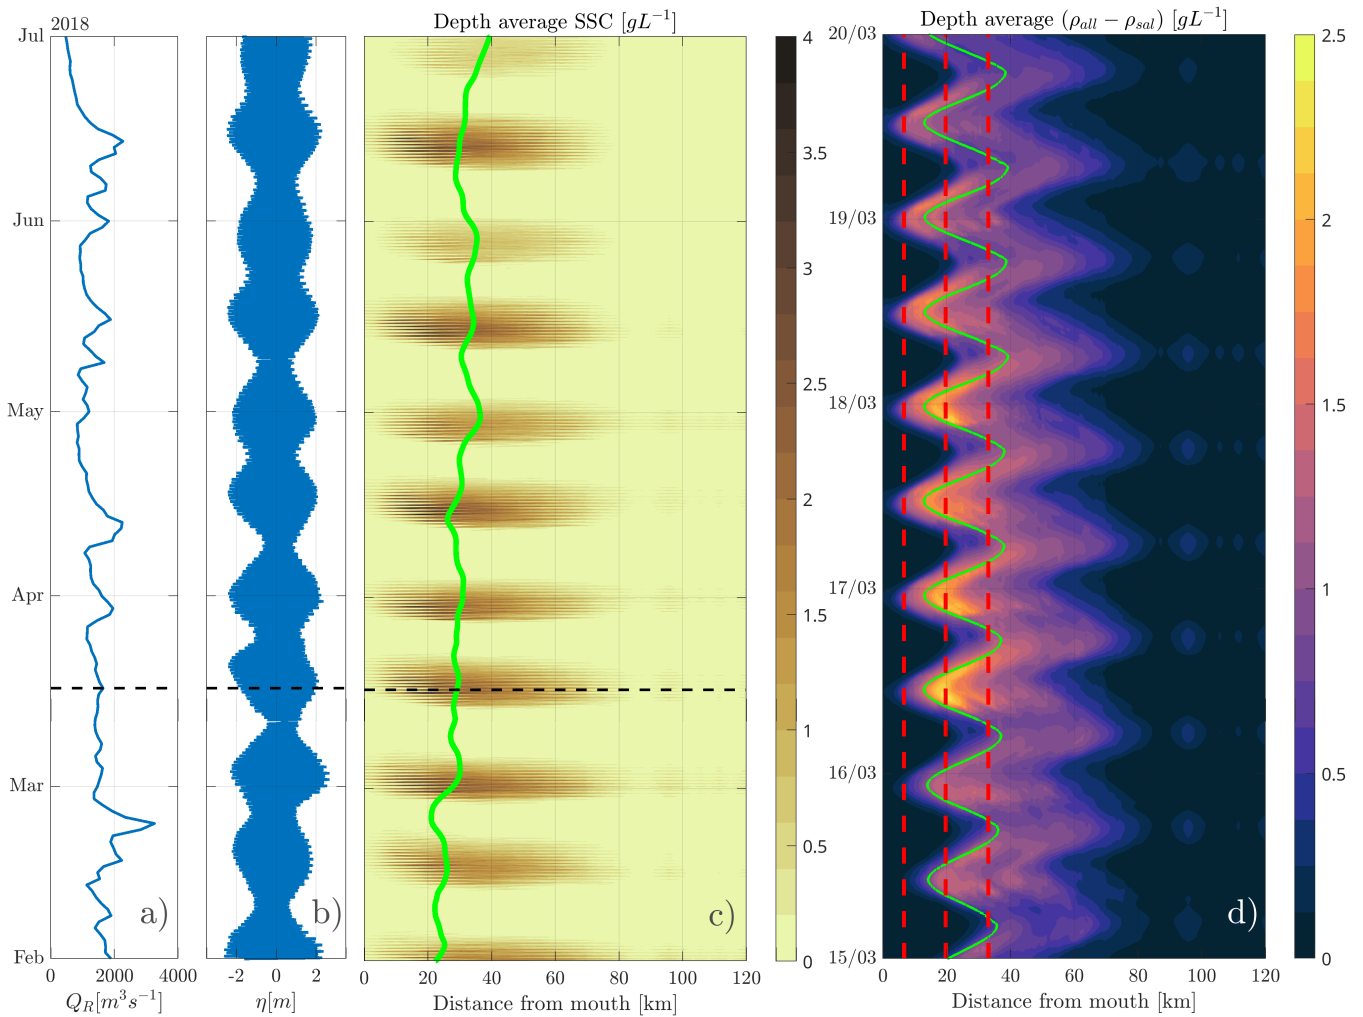 2018
Depth average SSC [gL⁻¹]
Depth average (ρ_all − ρ_sal) [gL⁻¹]
Jul
Jun
May
Apr
Mar
Feb
a)
0 2000 4000
Q_R[m³s⁻¹]
b)
−2 0 2
η[m]
c)
0 20 40 60 80 100 120
Distance from mouth [km]
4
3.5
3
2.5
2
1.5
1
0.5
0
20/03
19/03
18/03
17/03
16/03
15/03
d)
0 20 40 60 80 100 120
Distance from mouth [km]
2.5
2
1.5
1
0.5
0